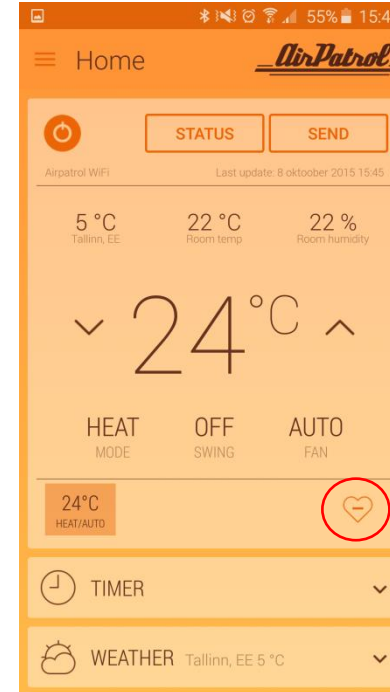 55% 15:4
Home AirPatrol
STATUS SEND
Airpatrol WiFi Last update: 8 oktoober 2015 15:45
5 °C 22 °C 22 %
Tallinn, EE Room temp Room humidity
24°C
HEAT OFF AUTO
MODE SWING FAN
24°C
HEAT/AUTO
TIMER
WEATHER Tallinn, EE 5 °C